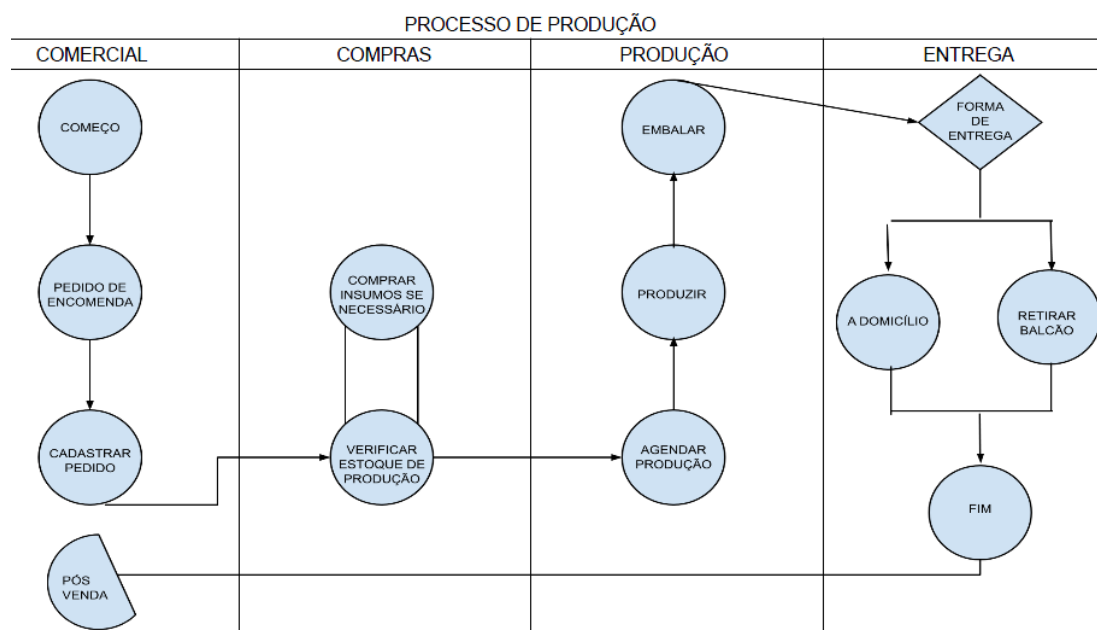 PROCESSO DE PRODUÇÃO
COMERCIAL
COMPRAS
PRODUÇÃO
ENTREGA
COMEÇO
PEDIDO DE
ENCOMENDA
CADASTRAR
PEDIDO
PÓS
VENDA
COMPRAR
INSUMOS SE
NECESSÁRIO
VERIFICAR
ESTOQUE DE
PRODUÇÃO
EMBALAR
PRODUZIR
AGENDAR
PRODUÇÃO
FORMA
DE
ENTREGA
A DOMICÍLIO
RETIRAR
BALCÃO
FIM